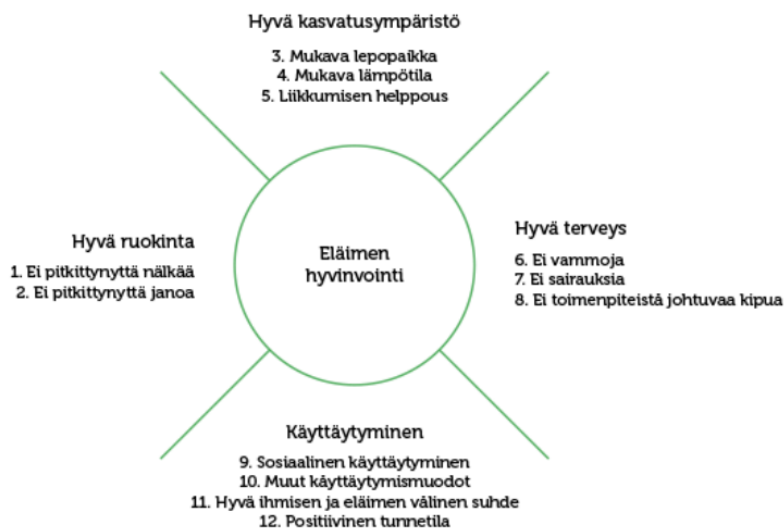 Hyvä kasvatusympäristö
3. Mukava lepopaikka
4. Mukava lämpötila
5. Liikkumisen helppous
Hyvä ruokinta
1. Ei pitkittynyttä nälkää
2. Ei pitkittynyttä janoa
Eläimen
hyvinvointi
Hyvä terveys
6. Ei vammoja
7. Ei sairauksia
8. Ei toimenpiteistä johtuvaa kipua
Käyttäytyminen
9. Sosiaalinen käyttäytyminen
10. Muut käyttäytymismuodot
11. Hyvä ihmisen ja eläimen välinen suhde
12. Positiivinen tunnetila